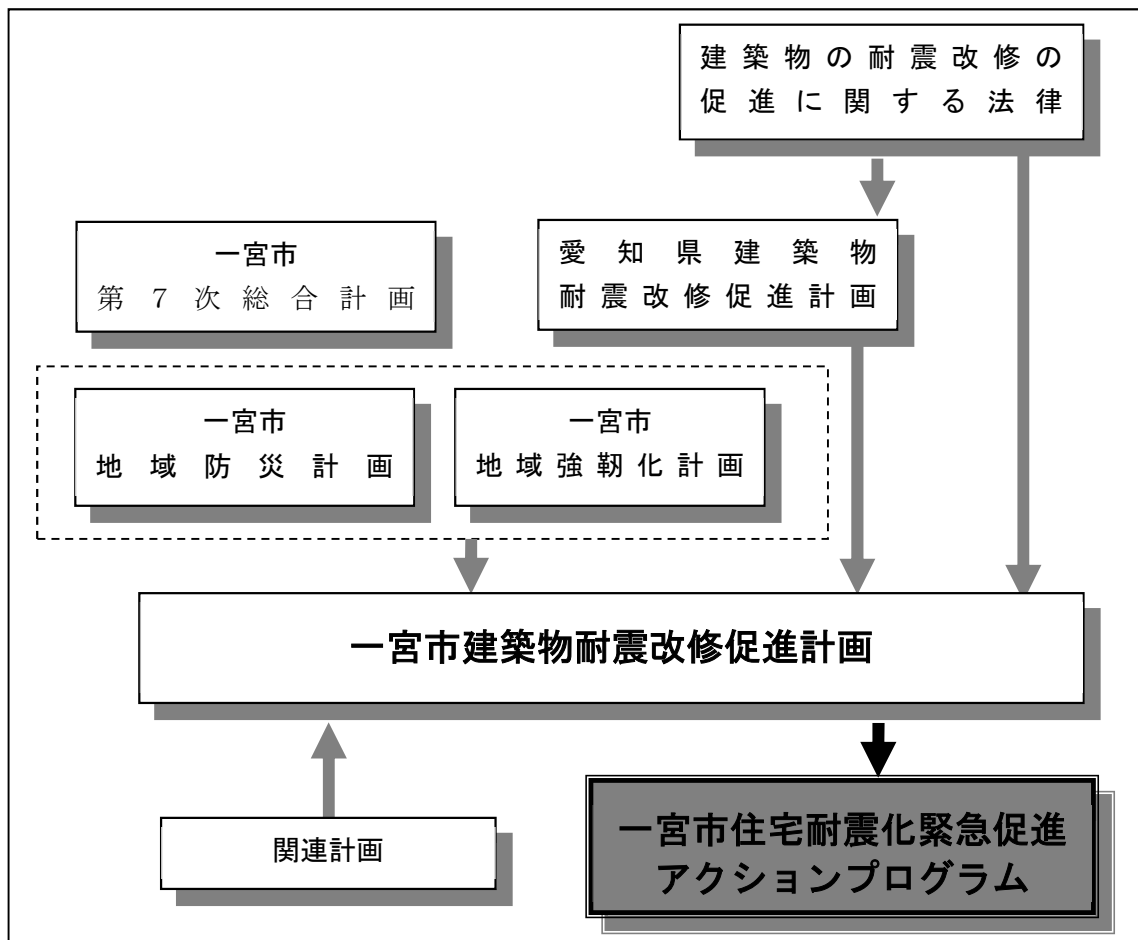 建築物の耐震改修の
促進に関する法律
一宮市
第７次総合計画
愛知県建築物
耐震改修促進計画
一宮市
地域防災計画
一宮市
地域強靭化計画
一宮市建築物耐震改修促進計画
関連計画
一宮市住宅耐震化緊急促進
アクションプログラム